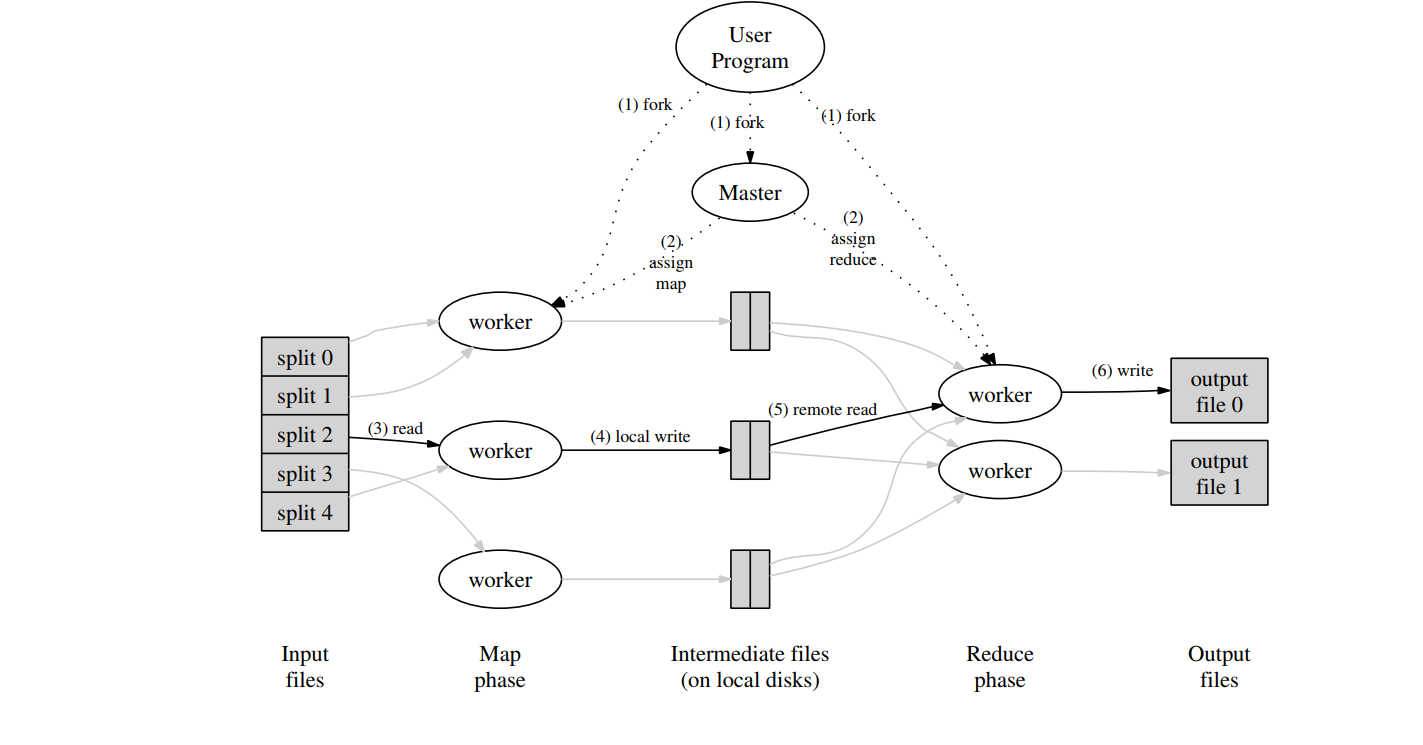 User
Program
(1) fork
(1) fork
(1) fork
Master
(2)
assign
map
(2)
assign
reduce
split 0
split 1
split 2
split 3
split 4
(3) read
worker
worker
worker
(4) local write
(5) remote read
worker
worker
(6) write
output
file 0
output
file 1
Input
files
Map
phase
Intermediate files
(on local disks)
Reduce
phase
Output
files